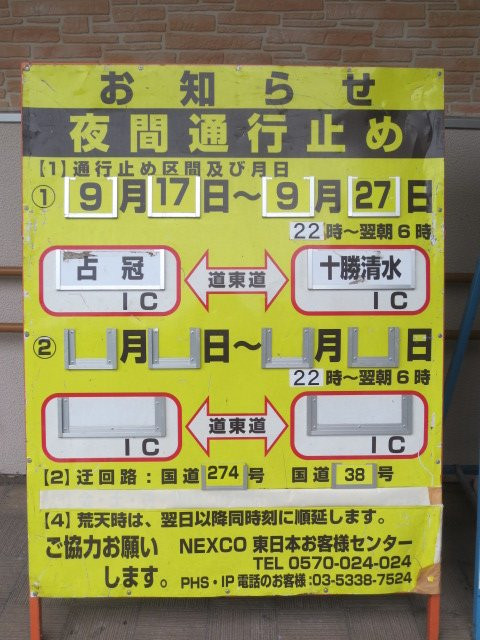 お知らせ
夜間通行止め
【1】通行止め区間及び月日
①9月17日〜9月27日
22時〜翌朝6時
占冠IC 道東道 十勝清水IC
②月日〜月日
22時〜翌朝6時
IC 道東道 IC
【2】迂回路：国道274号 国道38号
【4】荒天時は、翌日以降同時刻に順延します。
ご協力お願い NEXCO 東日本お客様センター
します。 TEL 0570-024-024
PHS・IP電話のお客様：03-5338-7524